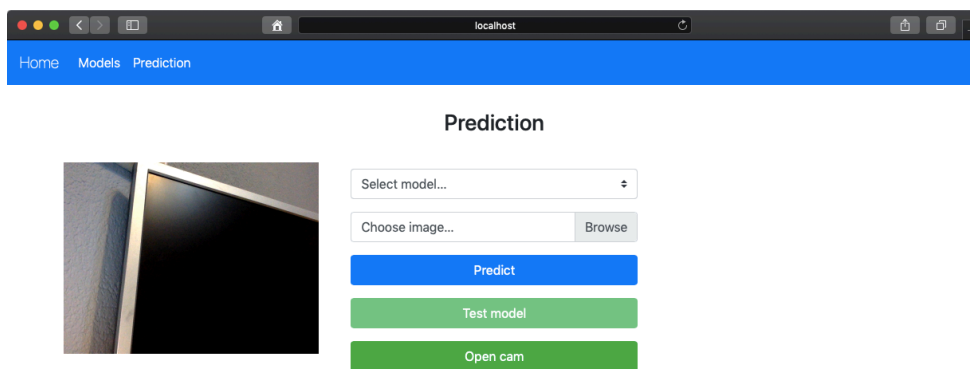 localhost
Home Models Prediction
Prediction
Select model...
Choose image... Browse
Predict
Test model
Open cam